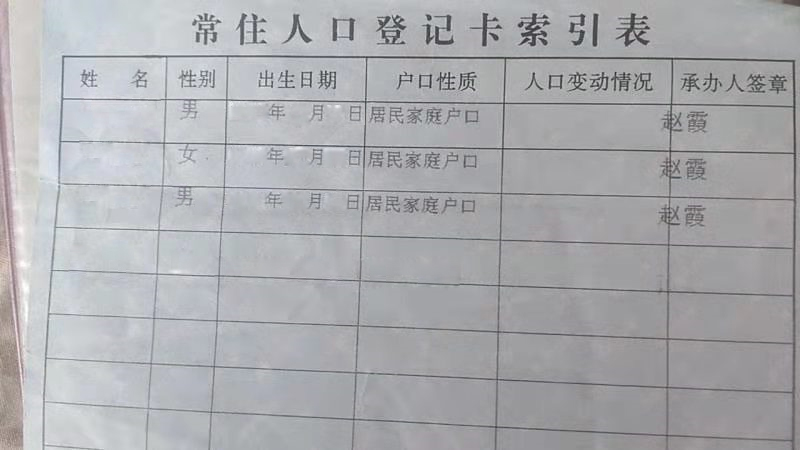 常住人口登记卡索引表
姓 名 性别 出生日期 户口性质 人口变动情况 承办人签章
男 年 月 日 居民家庭户口 赵霞
女 年 月 日 居民家庭户口 赵霞
男 年 月 日 居民家庭户口 赵霞